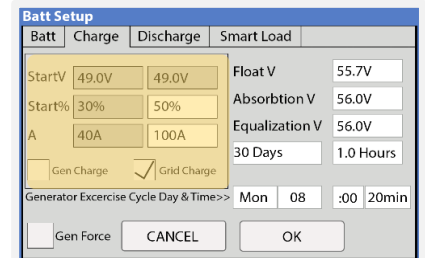 Batt Setup
Batt Charge Discharge Smart Load
StartV 49.0V 49.0V Float V 55.7V
Start% 30% 50% Absorbtion V 56.0V
A 40A 100A Equalization V 56.0V
30 Days 1.0 Hours
Gen Charge Grid Charge
Generator Excercise Cycle Day & Time>> Mon 08 :00 20min
Gen Force CANCEL OK